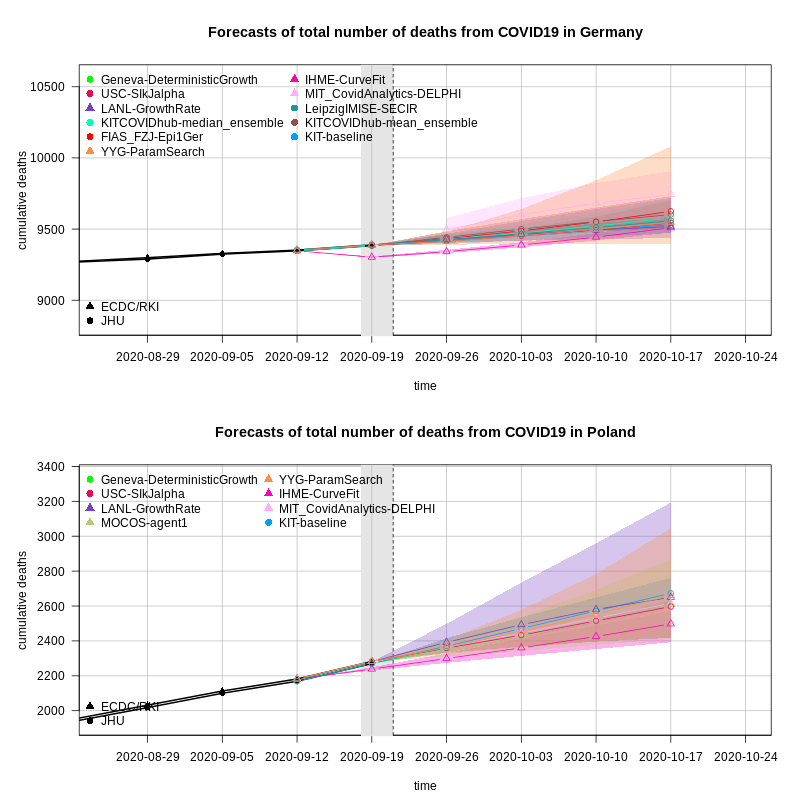 Forecasts of total number of deaths from COVID19 in Germany
cumulative deaths
10500
10000
9500
9000
Geneva-DeterministicGrowth
USC-SIkJalpha
LANL-GrowthRate
KITCOVIDhub-median_ensemble
FIAS_FZJ-Epi1Ger
YYG-ParamSearch
IHME-CurveFit
MIT_CovidAnalytics-DELPHI
LeipzigIMISE-SECIR
KITCOVIDhub-mean_ensemble
KIT-baseline
ECDC/RKI
JHU
2020-08-29 2020-09-05 2020-09-12 2020-09-19 2020-09-26 2020-10-03 2020-10-10 2020-10-17 2020-10-24
time
Forecasts of total number of deaths from COVID19 in Poland
cumulative deaths
3400
3200
3000
2800
2600
2400
2200
2000
Geneva-DeterministicGrowth
USC-SIkJalpha
LANL-GrowthRate
MOCOS-agent1
YYG-ParamSearch
IHME-CurveFit
MIT_CovidAnalytics-DELPHI
KIT-baseline
ECDC/RKI
JHU
2020-08-29 2020-09-05 2020-09-12 2020-09-19 2020-09-26 2020-10-03 2020-10-10 2020-10-17 2020-10-24
time